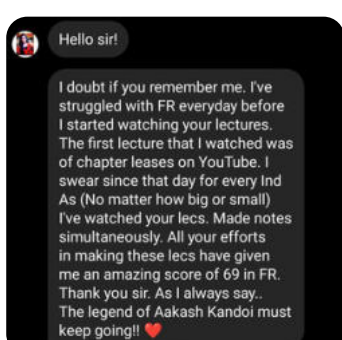 Hello sir!
I doubt if you remember me. I've
struggled with FR everyday before
I started watching your lectures.
The first lecture that I watched was
of chapter leases on YouTube. I
swear since that day for every Ind
As (No matter how big or small)
I've watched your lecs. Made notes
simultaneously. All your efforts
in making these lecs have given
me an amazing score of 69 in FR.
Thank you sir. As I always say..
The legend of Aakash Kandoi must
keep going!! ❤️